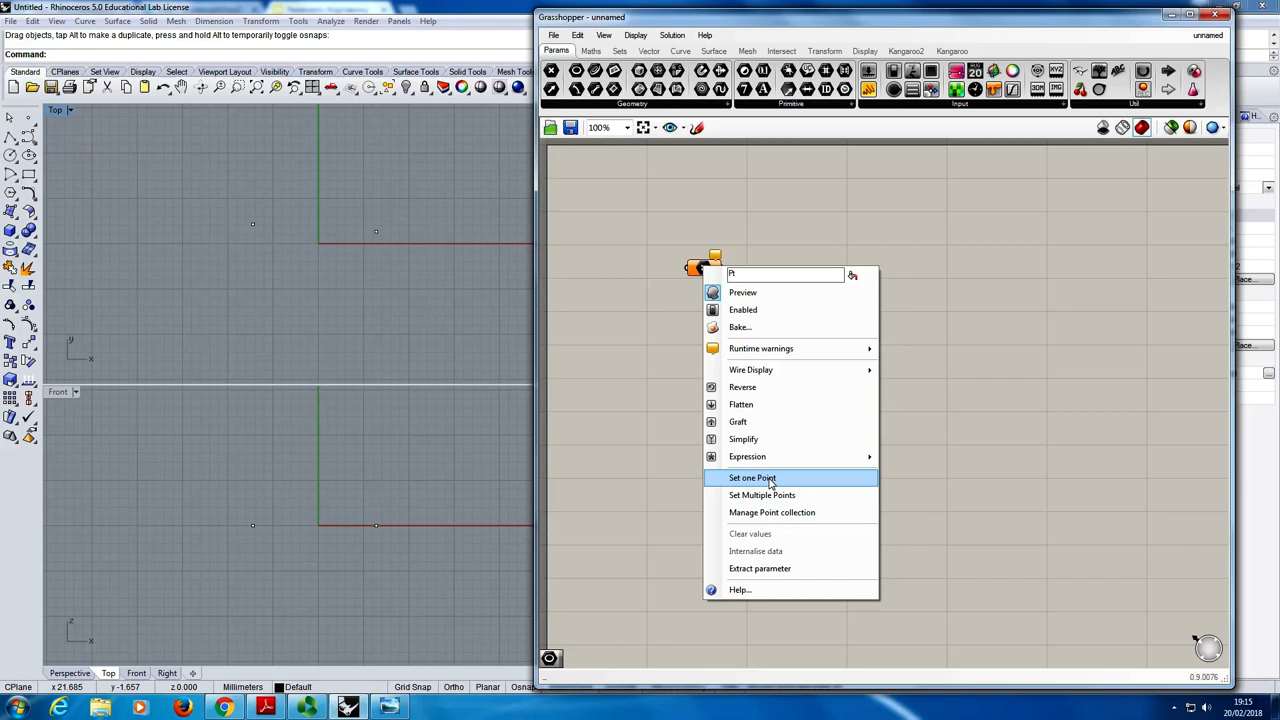 Untitled - Rhinoceros 5.0 Educational Lab License
File Edit View Curve Surface Solid Mesh Dimension Transform Tools Analyze Render Panels Help
Drag objects, tap Alt to make a duplicate, press and hold Alt to temporarily toggle osnaps:
Command:
Standard CPlanes Set View Display Select Viewport Layout Visibility Transform Curve Tools Surface Tools Solid Tools Mesh Tools
Top
y
x
Front
z
x
Perspective Top Front Right
CPlane x 21.685 y -1.657 z 0.000 Millimeters Default Grid Snap Ortho Planar Osnap
Grasshopper - unnamed
File Edit View Display Solution Help unnamed
Params Maths Sets Vector Curve Surface Mesh Intersect Transform Display Kangaroo2 Kangaroo
Geometry Primitive Input Util
100%
Pt
Preview
Enabled
Bake...
Runtime warnings
Wire Display
Reverse
Flatten
Graft
Simplify
Expression
Set one Point
Set Multiple Points
Manage Point collection
Clear values
Internalise data
Extract parameter
Help...
0.9.0076
19:15
20/02/2018